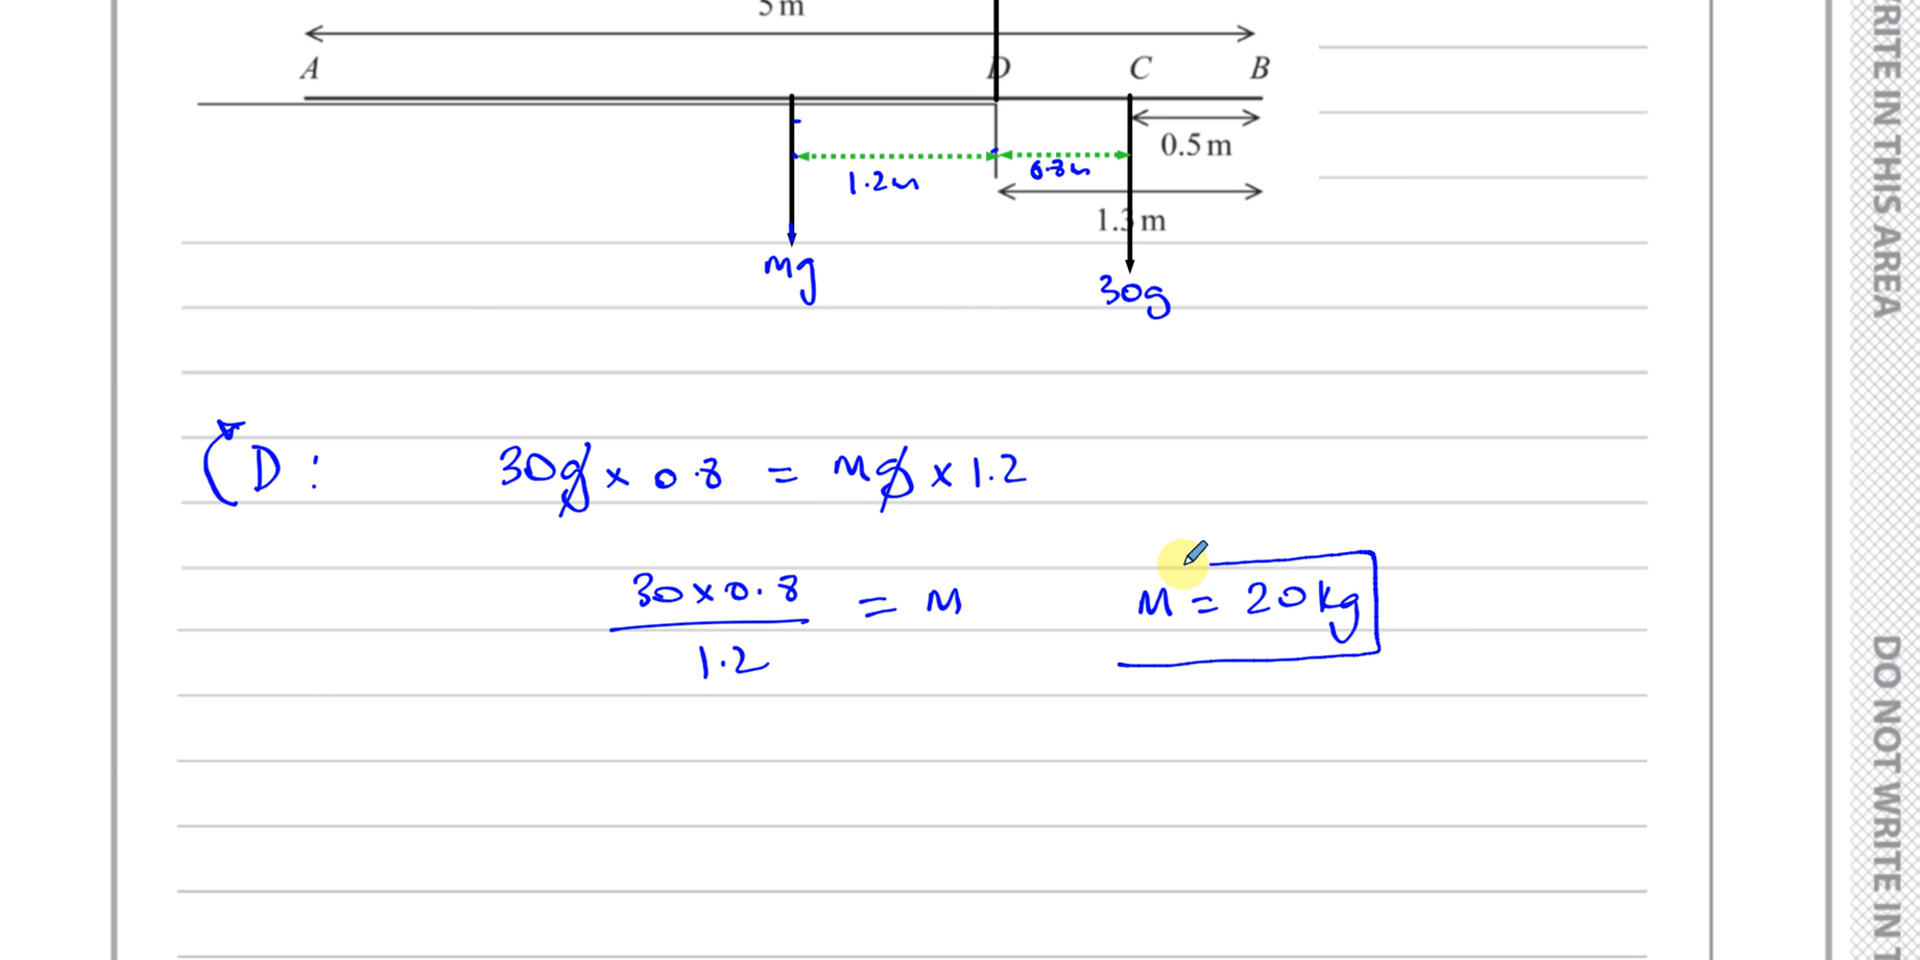 5 m
A D C B
0.5 m
1.2m 0.8m
1.3 m
Mg
30g
D : 30g × 0.8 = Mg × 1.2
30 × 0.8 / 1.2 = M M = 20kg
RITE IN THIS AREA
DO NOT WRITE IN T